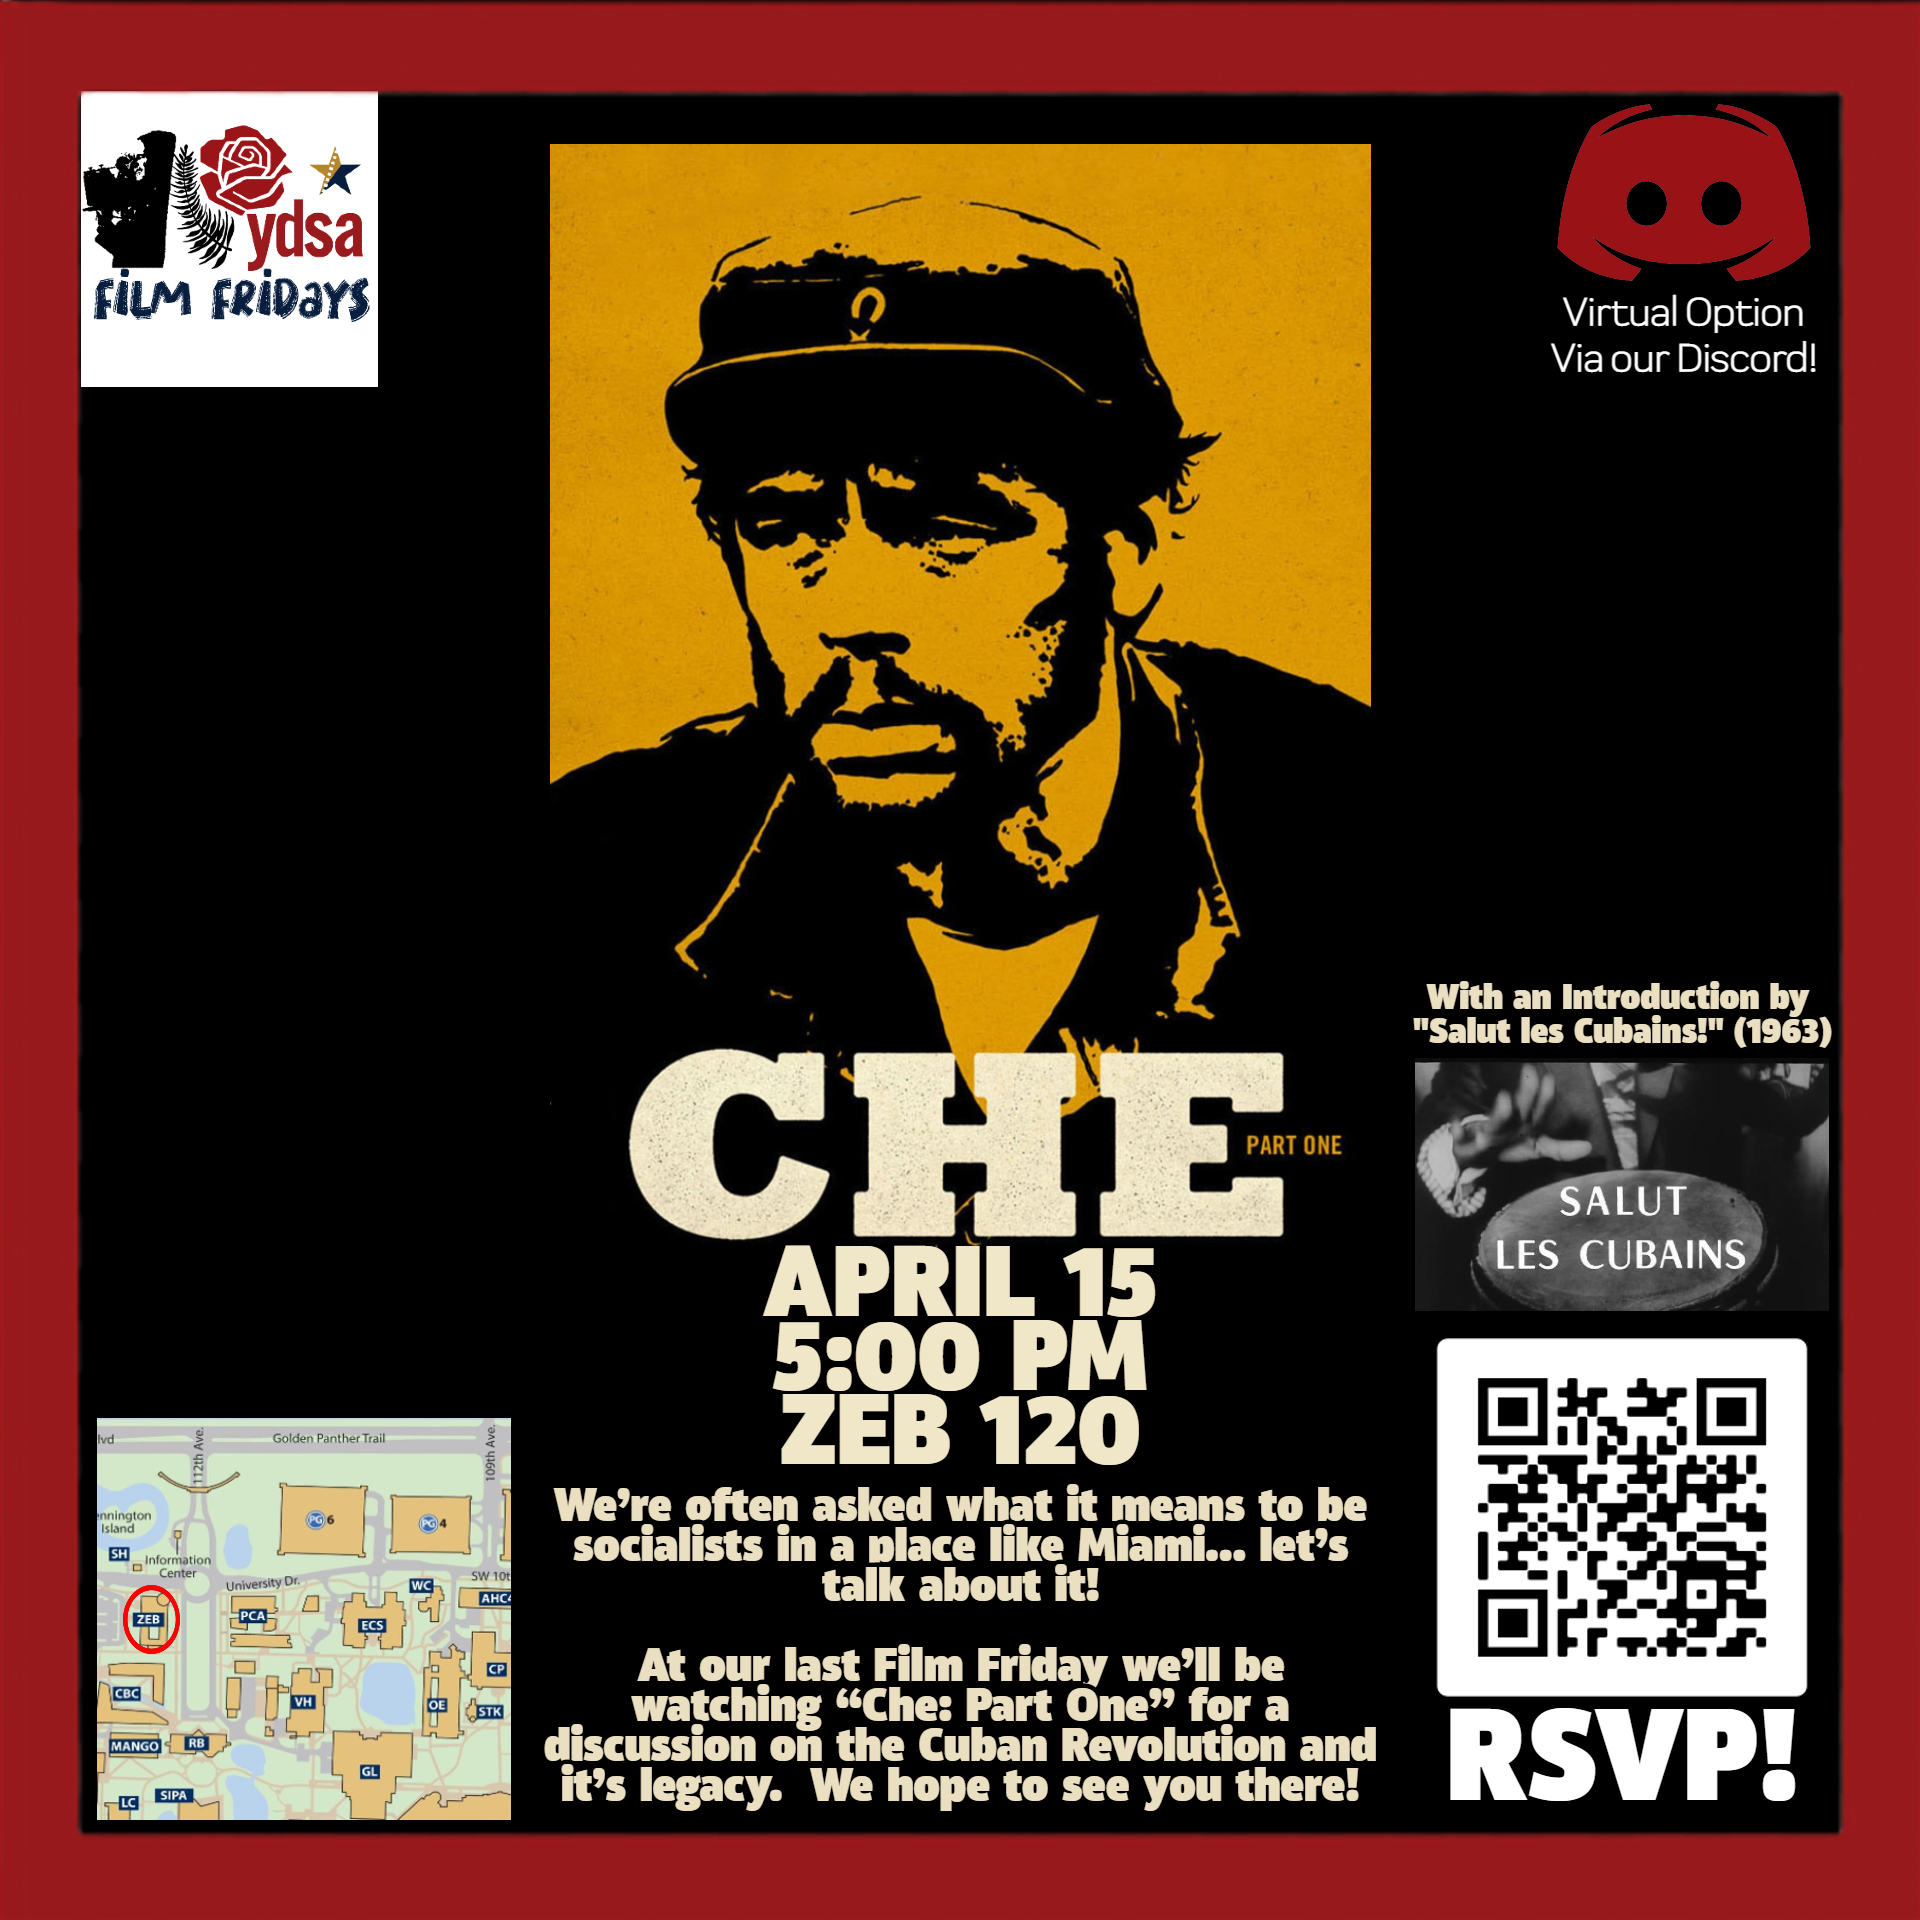 ydsa
FiLM FRiDaYS
Virtual Option
Via our Discord!
CHE
PART ONE
With an Introduction by
"Salut les Cubains!" (1963)
SALUT
LES CUBAINS
APRIL 15
5:00 PM
ZEB 120
We’re often asked what it means to be
socialists in a place like Miami... let’s
talk about it!
At our last Film Friday we’ll be
watching “Che: Part One” for a
discussion on the Cuban Revolution and
it’s legacy.  We hope to see you there!
RSVP!
lvd
Golden Panther Trail
112th Ave.
109th Ave.
PG 6
PG 4
nnington
Island
SH
Information
Center
University Dr.
WC
SW 10t
AHC4
ZEB
PCA
ECS
CP
CBC
VH
OE
STK
MANGO
RB
GL
LC
SIPA